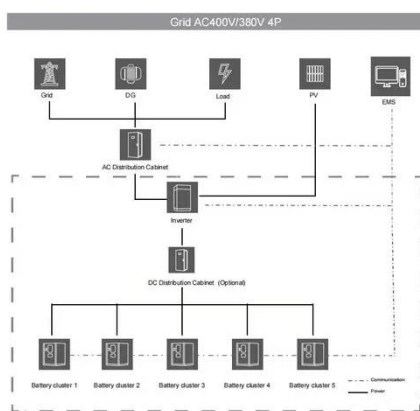 Grid AC400V/380V 4P
Grid
DG
Load
PV
EMS
AC Distribution Cabinet
Inverter
DC Distribution Cabinet (Optional)
Battery cluster 1
Battery cluster 2
Battery cluster 3
Battery cluster 4
Battery cluster 5
Communication
Power